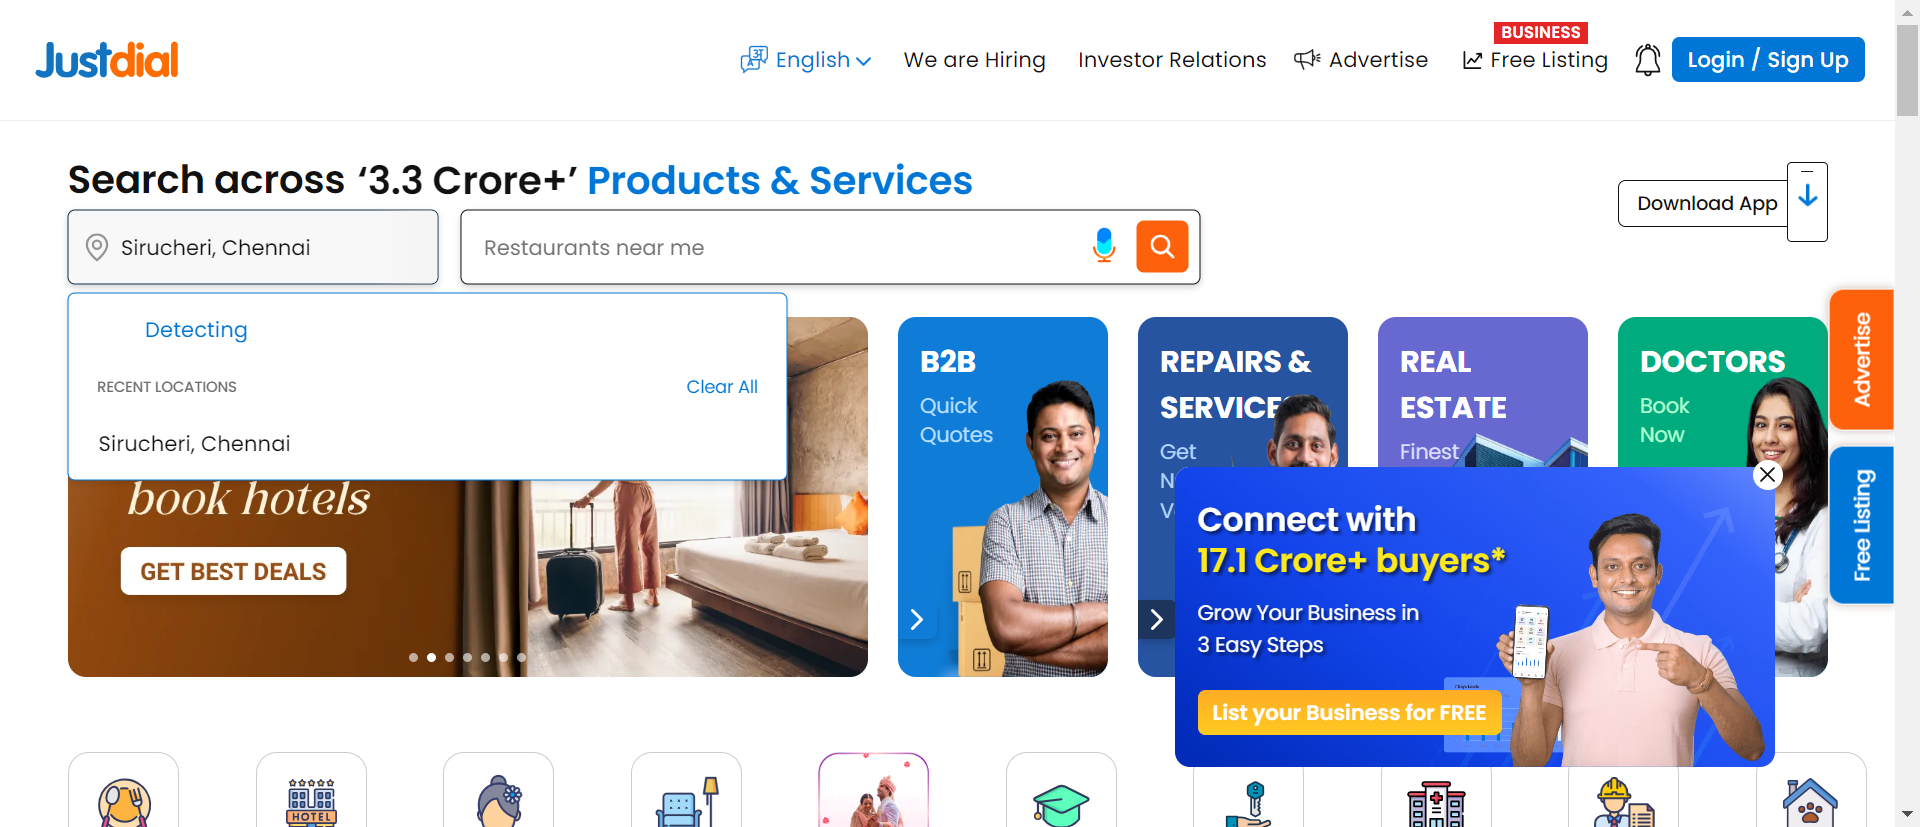 Justdial
English
We are Hiring
Investor Relations
Advertise
BUSINESS
Free Listing
Login / Sign Up
Search across ‘3.3 Crore+’ Products & Services
Download App
Sirucheri, Chennai
Restaurants near me
Detecting
RECENT LOCATIONS
Clear All
Sirucheri, Chennai
book hotels
GET BEST DEALS
B2B
Quick
Quotes
REPAIRS &
SERVICES
Get
REAL
ESTATE
Finest
DOCTORS
Book
Now
Advertise
Free Listing
Connect with
17.1 Crore+ buyers*
Grow Your Business in
3 Easy Steps
List your Business for FREE
HOTEL